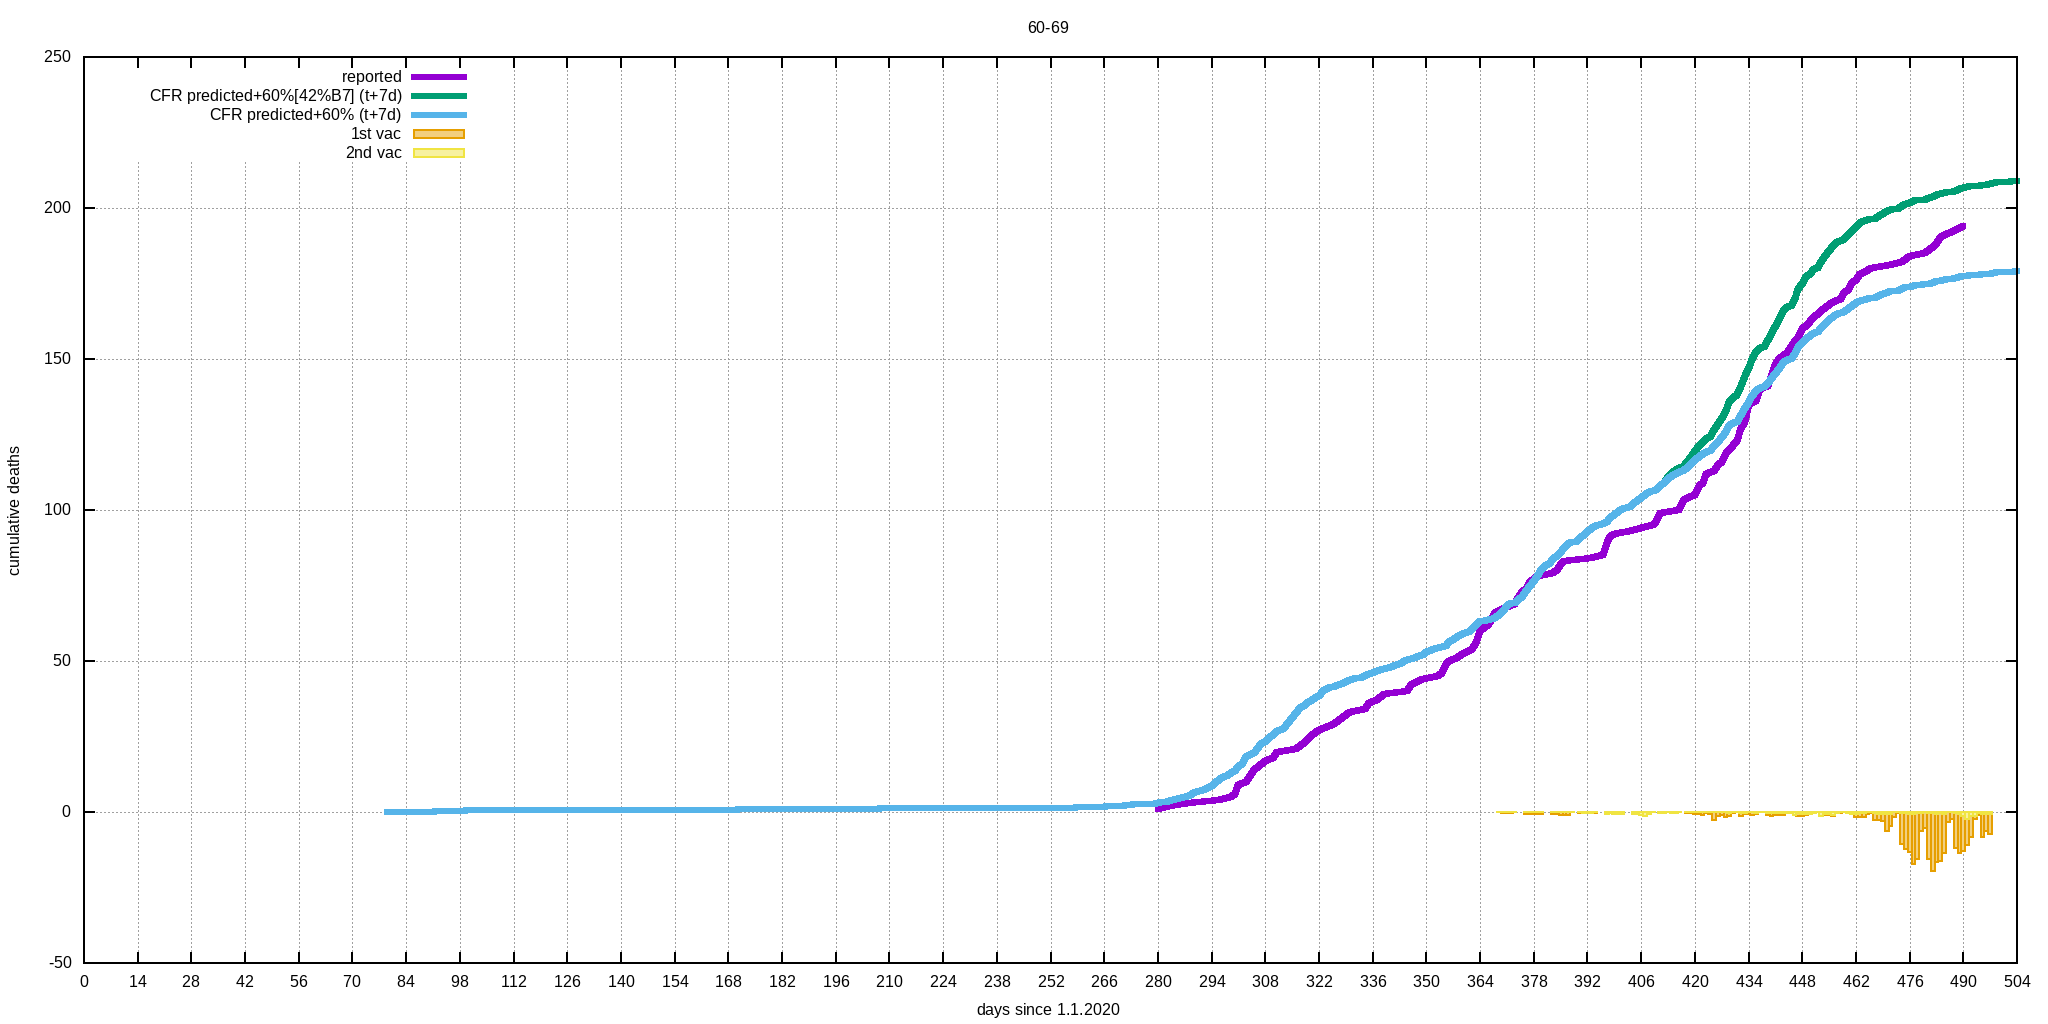 60-69
250
200
150
100
50
0
-50
cumulative deaths
reported
CFR predicted+60%[42%B7] (t+7d)
CFR predicted+60% (t+7d)
1st vac
2nd vac
0 14 28 42 56 70 84 98 112 126 140 154 168 182 196 210 224 238 252 266 280 294 308 322 336 350 364 378 392 406 420 434 448 462 476 490 504
days since 1.1.2020